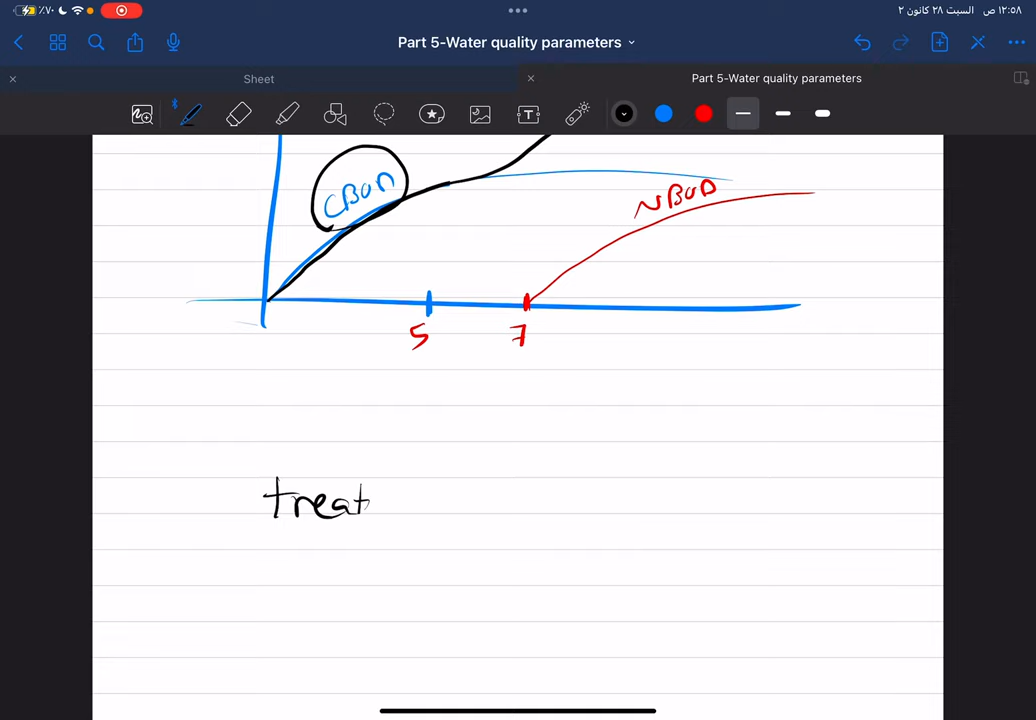 ١٢:٥٨ ص السبت ٢٨ كانون ٢
٪٧٠
Part 5-Water quality parameters
Sheet
Part 5-Water quality parameters
T
CBOD
NBOD
5
7
treat